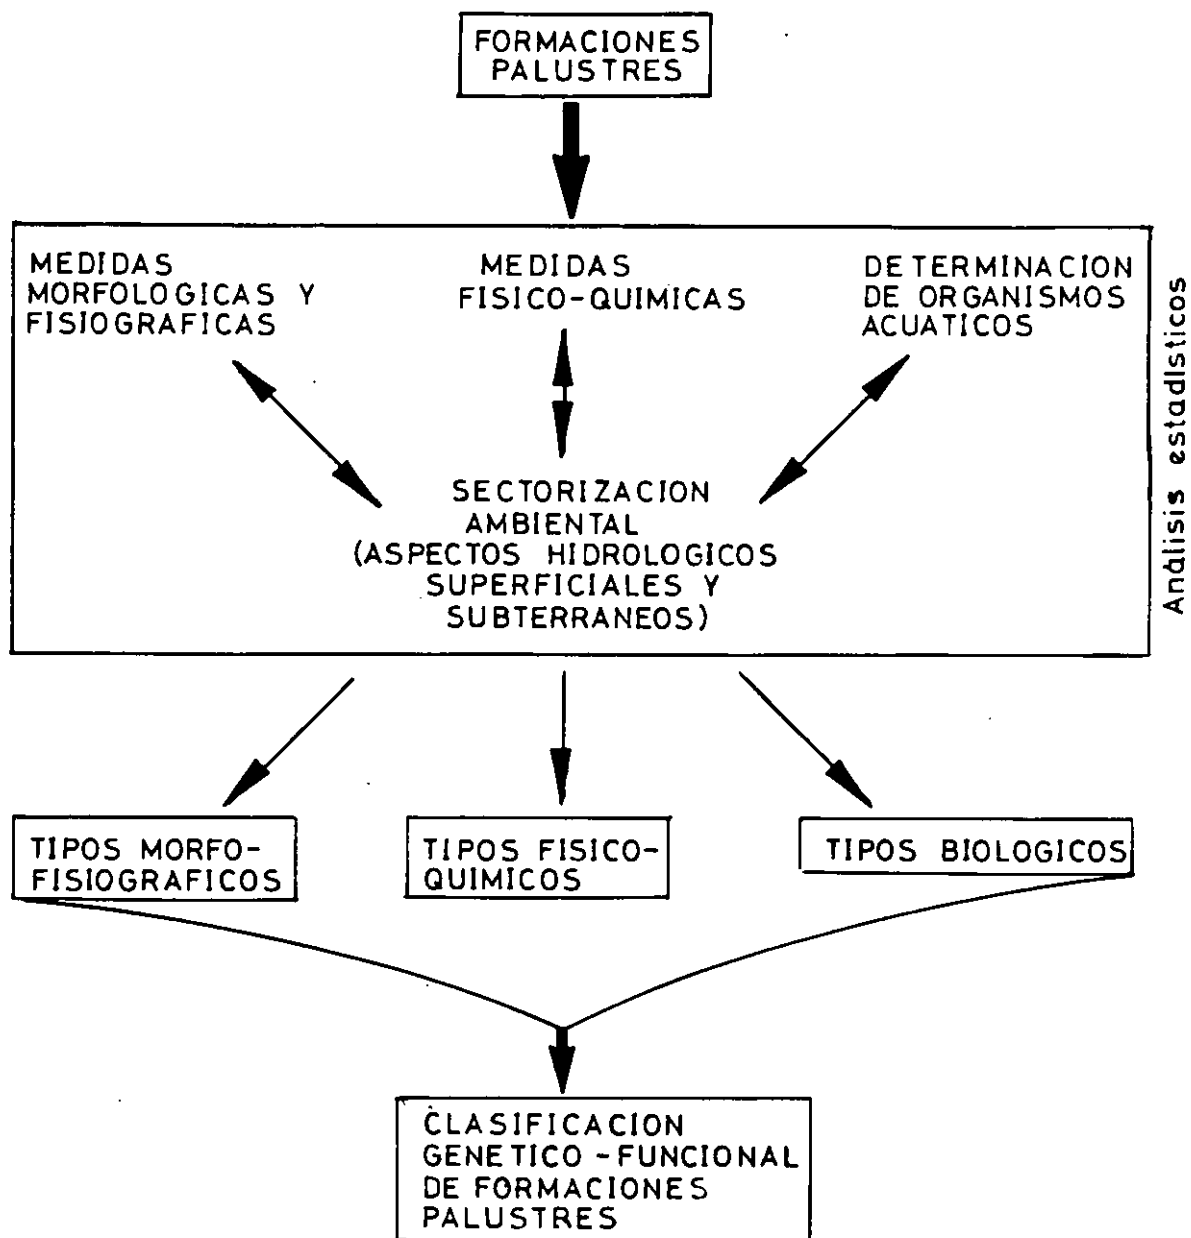 FORMACIONES
PALUSTRES
MEDIDAS
MORFOLOGICAS Y
FISIOGRAFICAS
MEDIDAS
FISICO-QUIMICAS
DETERMINACION
DE ORGANISMOS
ACUATICOS
SECTORIZACION
AMBIENTAL
(ASPECTOS HIDROLOGICOS
SUPERFICIALES Y
SUBTERRANEOS)
Análisis estadísticos
TIPOS MORFO-
FISIOGRAFICOS
TIPOS FISICO-
QUIMICOS
TIPOS BIOLOGICOS
CLASIFICACION
GENETICO - FUNCIONAL
DE FORMACIONES
PALUSTRES